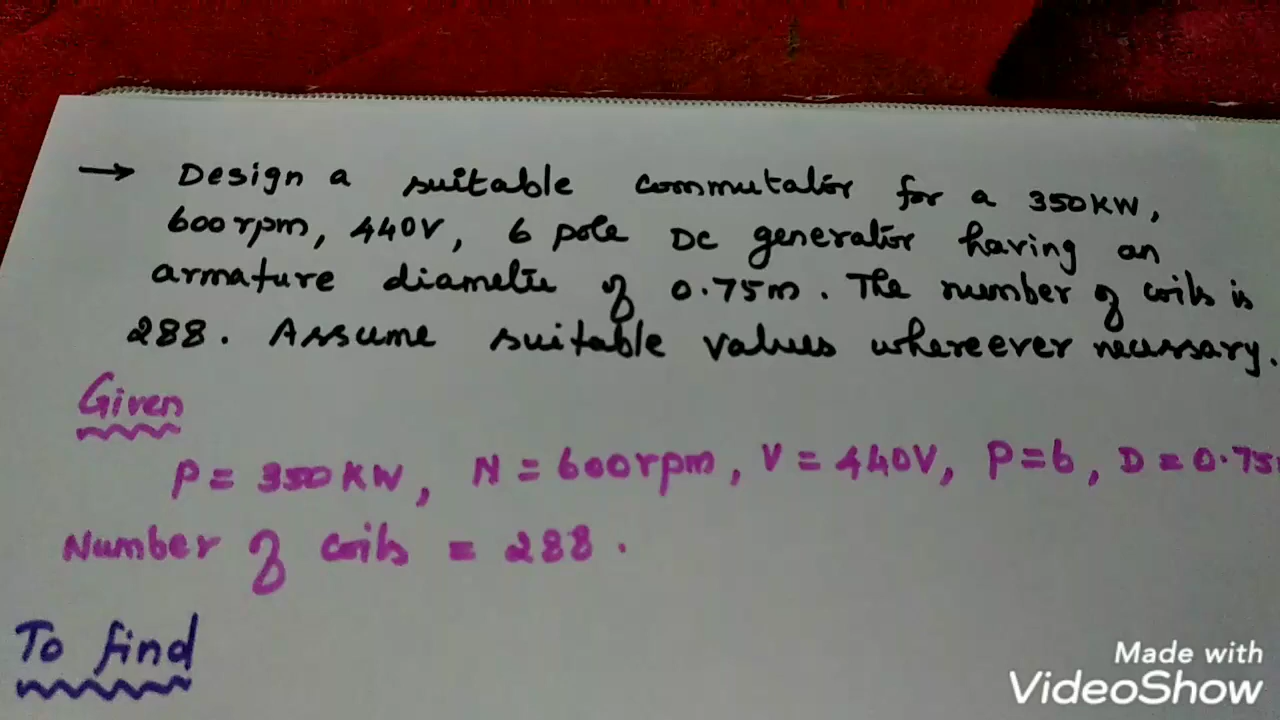 → Design a suitable commutator for a 350KW,
600rpm, 440V, 6 pole DC generator having an
armature diameter of 0.75m. The number of coils is
288. Assume suitable values whereever necessary.
Given
P = 350KW, N = 600rpm, V = 440V, P=6, D = 0.75
Number of coils = 288.
To find
Made with
VideoShow